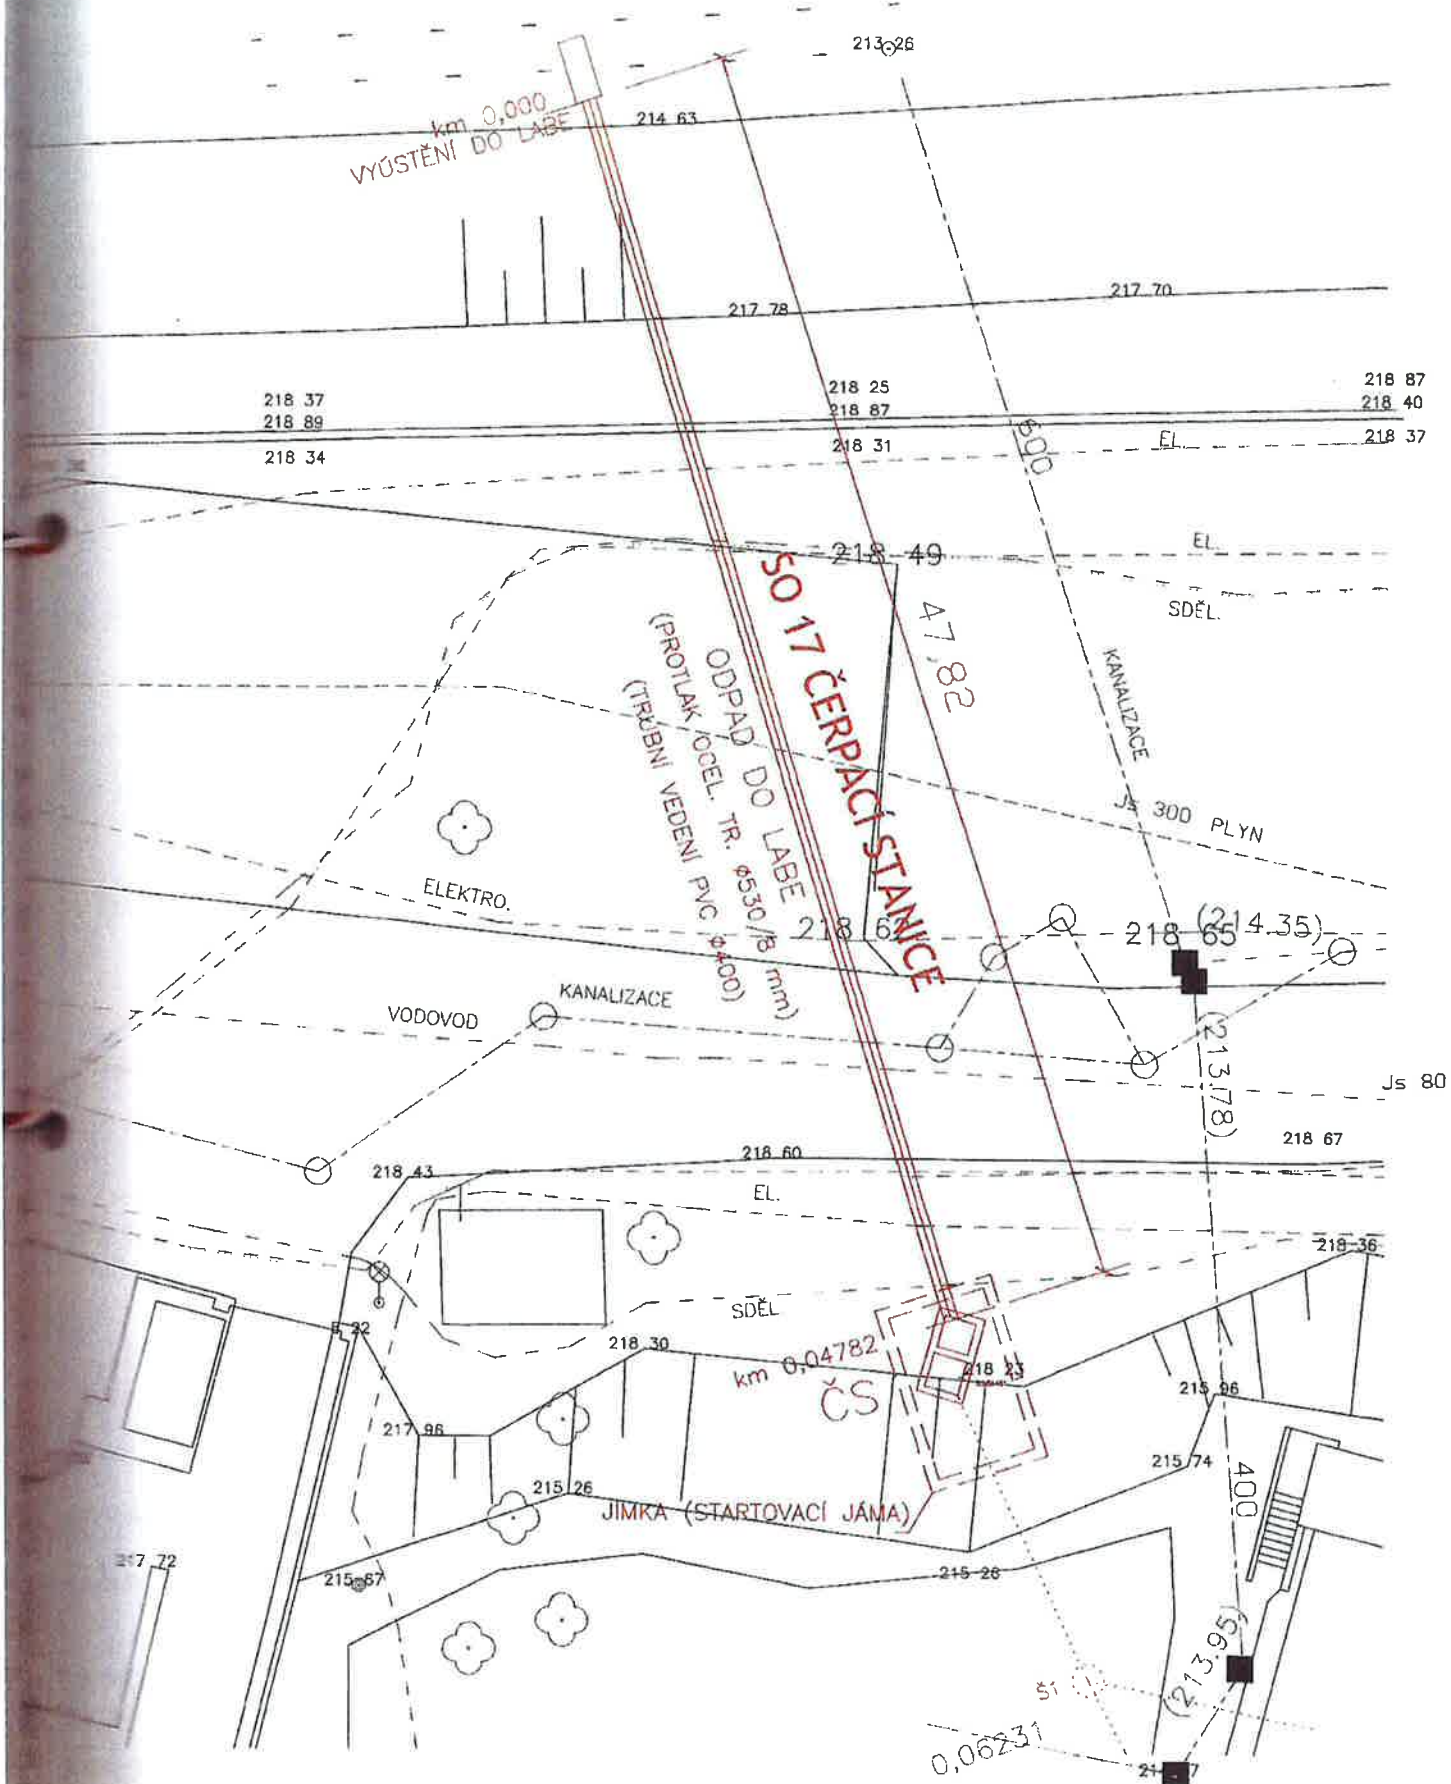 213 26
km 0,000
VYÚSTĚNÍ DO LABE
214 63
217 78
217 70
218 37
218 89
218 34
218 25
218 87
218 31
218 87
218 40
218 37
EL.
600
EL.
218 49
SDĚL.
SO 17 ČERPACÍ STANICE
47,82
ODPAD DO LABE
(PROTLAK OCEL. TR. ø530/8 mm)
(TRUBNÍ VEDENÍ PVC ø400)
KANALIZACE
Js 300 PLYN
ELEKTRO.
218 65
(214.35)
KANALIZACE
VODOVOD
(213.78)
Js 80
218 67
218 60
218 43
EL.
218 36
SDĚL
218 30
km 0,04782
ČS
218 23
215 96
217 96
215 74
400
215 26
JÍMKA (STARTOVACÍ JÁMA)
217 72
215 67
215 28
(213.95)
Š1
0,06231